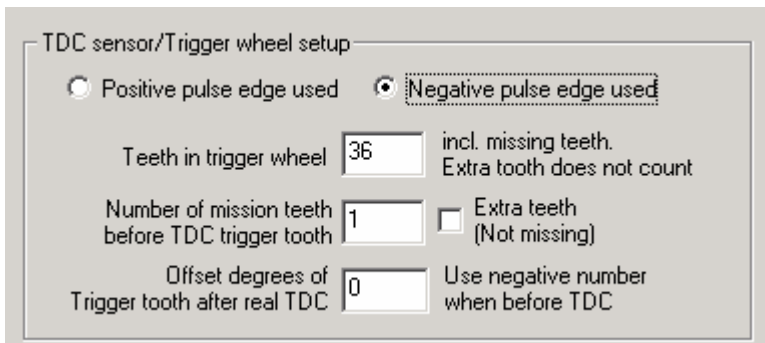 TDC sensor/Trigger wheel setup
Positive pulse edge used Negative pulse edge used
Teeth in trigger wheel 36 incl. missing teeth.
Extra tooth does not count
Number of mission teeth
before TDC trigger tooth 1 Extra teeth
(Not missing)
Offset degrees of
Trigger tooth after real TDC 0 Use negative number
when before TDC